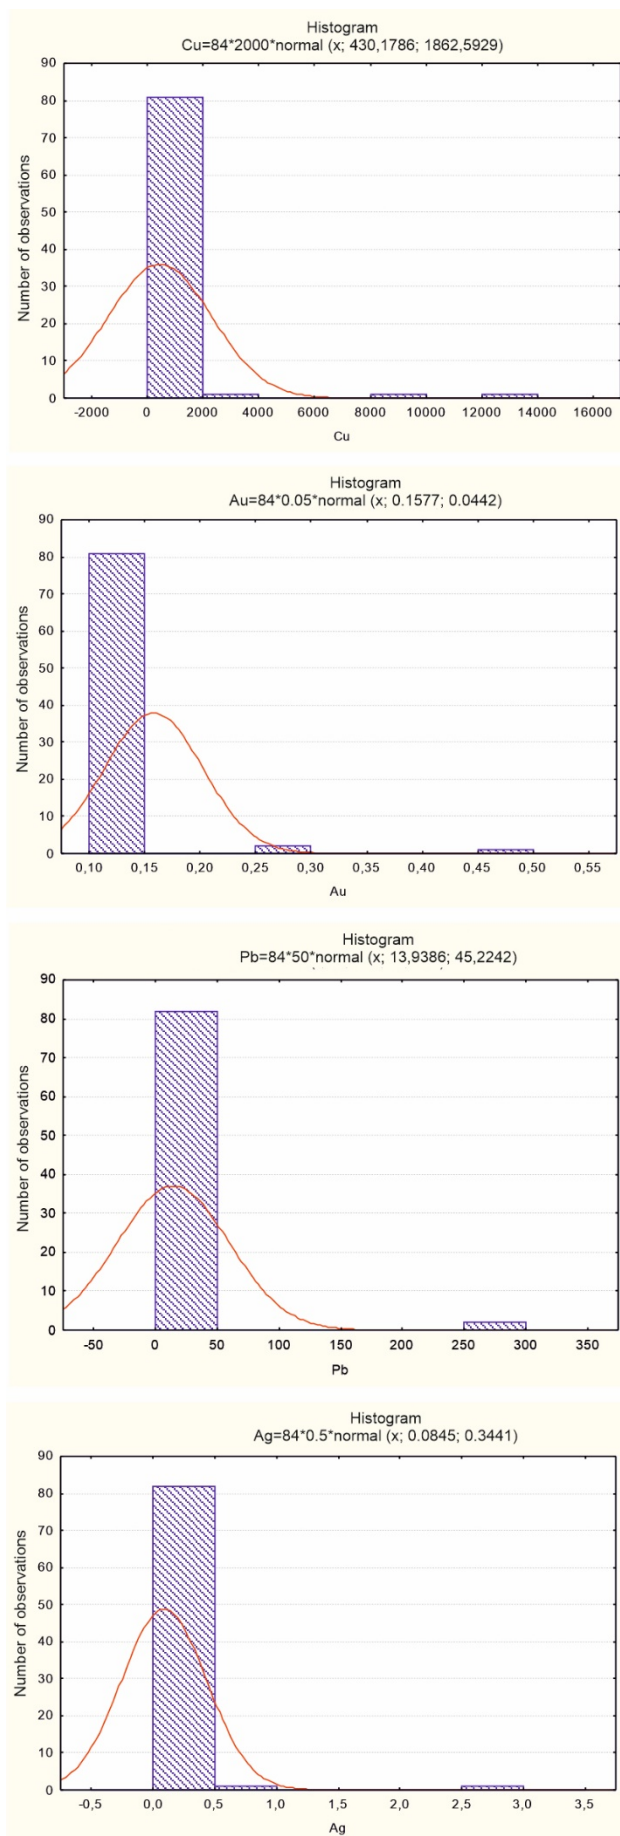 Histogram
Cu=84*2000*normal (x; 430,1786; 1862,5929)
90
80
70
60
50
40
30
20
10
0
Number of observations
-2000 0 2000 4000 6000 8000 10000 12000 14000 16000
Cu
Histogram
Au=84*0.05*normal (x; 0.1577; 0.0442)
90
80
70
60
50
40
30
20
10
0
Number of observations
0,10 0,15 0,20 0,25 0,30 0,35 0,40 0,45 0,50 0,55
Au
Histogram
Pb=84*50*normal (x; 13,9386; 45,2242)
90
80
70
60
50
40
30
20
10
0
Number of observations
-50 0 50 100 150 200 250 300 350
Pb
Histogram
Ag=84*0.5*normal (x; 0.0845; 0.3441)
90
80
70
60
50
40
30
20
10
0
Number of observations
-0,5 0,0 0,5 1,0 1,5 2,0 2,5 3,0 3,5
Ag